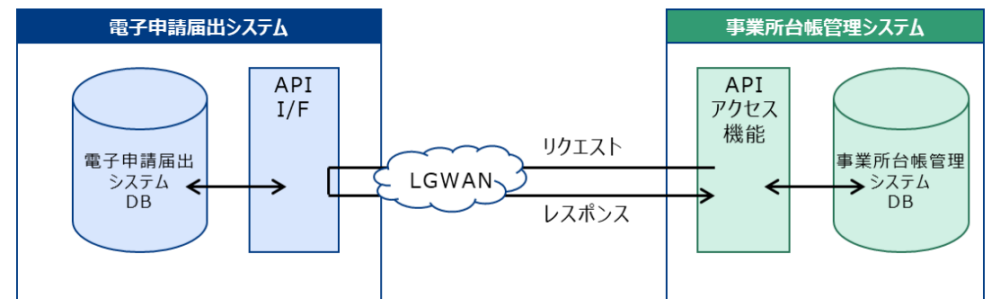 電子申請届出システム
事業所台帳管理システム
電子申請届出
システム
DB
API
I/F
LGWAN
リクエスト
レスポンス
API
アクセス
機能
事業所台帳管理
システム
DB